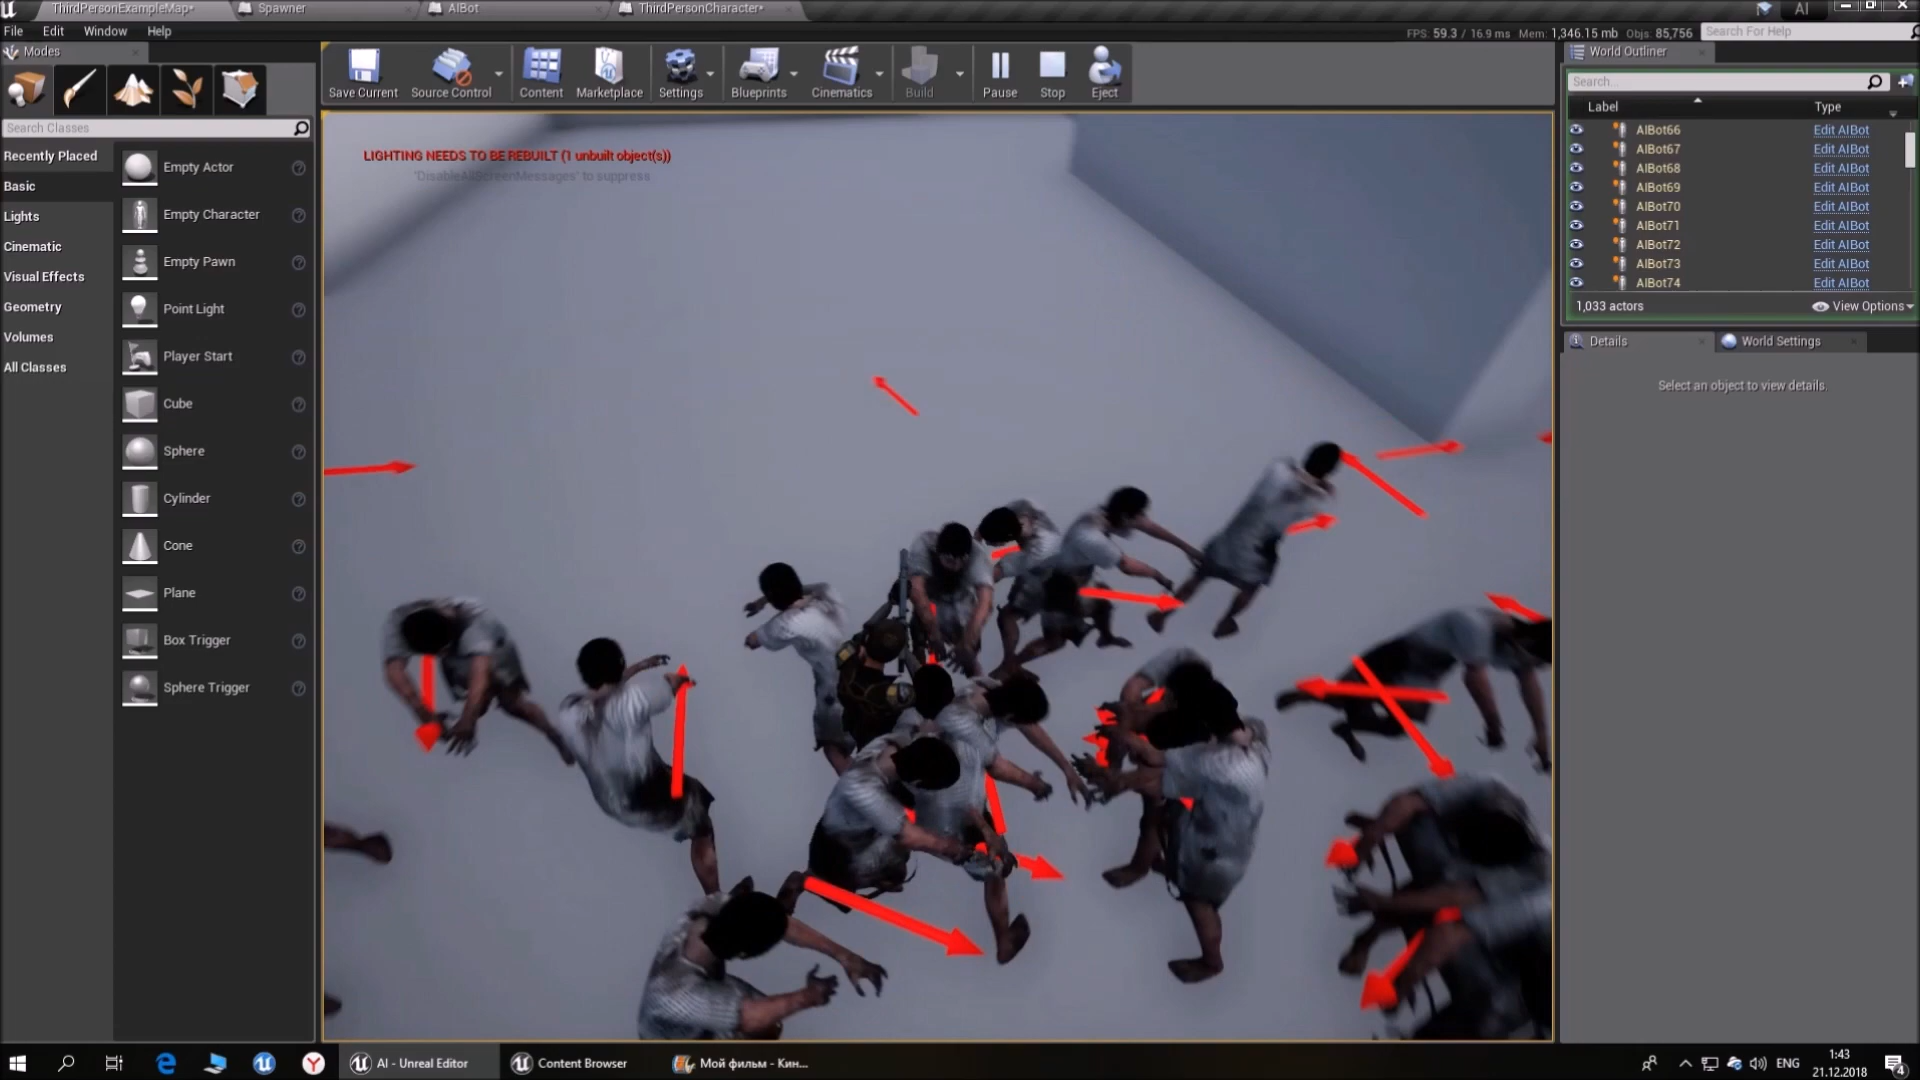 ThirdPersonExampleMap*
Spawner
AIBot
ThirdPersonCharacter*
AI
File
Edit
Window
Help
FPS: 59.3 / 16.9 ms Mem: 1,346.15 mb Objs: 85,756
Search For Help
Modes
Save Current
Source Control
Content
Marketplace
Settings
Blueprints
Cinematics
Build
Pause
Stop
Eject
Search Classes
Recently Placed
Basic
Lights
Cinematic
Visual Effects
Geometry
Volumes
All Classes
Empty Actor
Empty Character
Empty Pawn
Point Light
Player Start
Cube
Sphere
Cylinder
Cone
Plane
Box Trigger
Sphere Trigger
LIGHTING NEEDS TO BE REBUILT (1 unbuilt object(s))
'DisableAllScreenMessages' to suppress
World Outliner
Search...
Label
Type
AIBot66 Edit AIBot
AIBot67 Edit AIBot
AIBot68 Edit AIBot
AIBot69 Edit AIBot
AIBot70 Edit AIBot
AIBot71 Edit AIBot
AIBot72 Edit AIBot
AIBot73 Edit AIBot
AIBot74 Edit AIBot
1,033 actors
View Options
Details
World Settings
Select an object to view details.
AI - Unreal Editor
Content Browser
Мой фильм - Кин...
ENG
1:43
21.12.2018
4